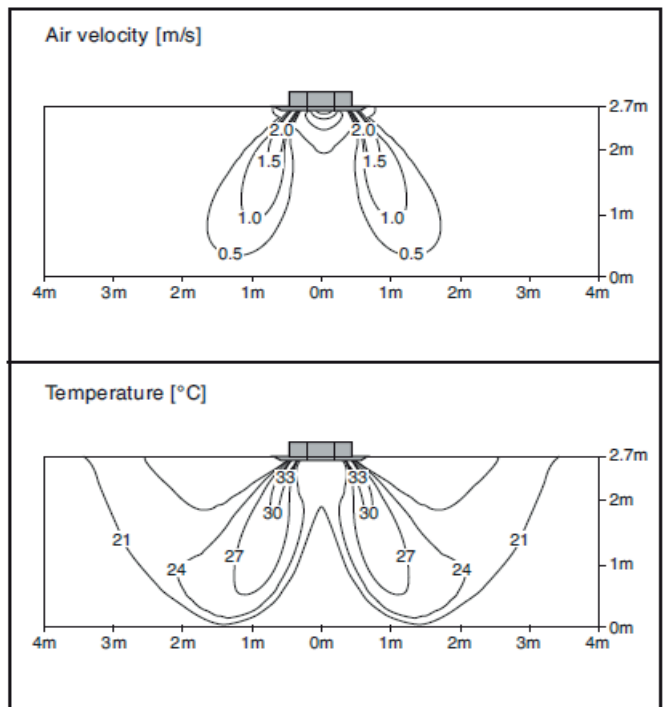 Air velocity [m/s]
2.7m
2.0 2.0
2m
1.5 1.5
1.0 1.0
1m
0.5 0.5
0m
4m 3m 2m 1m 0m 1m 2m 3m 4m
Temperature [°C]
2.7m
33 33
2m
30 30
21 27 27 21
24 24
1m
0m
4m 3m 2m 1m 0m 1m 2m 3m 4m